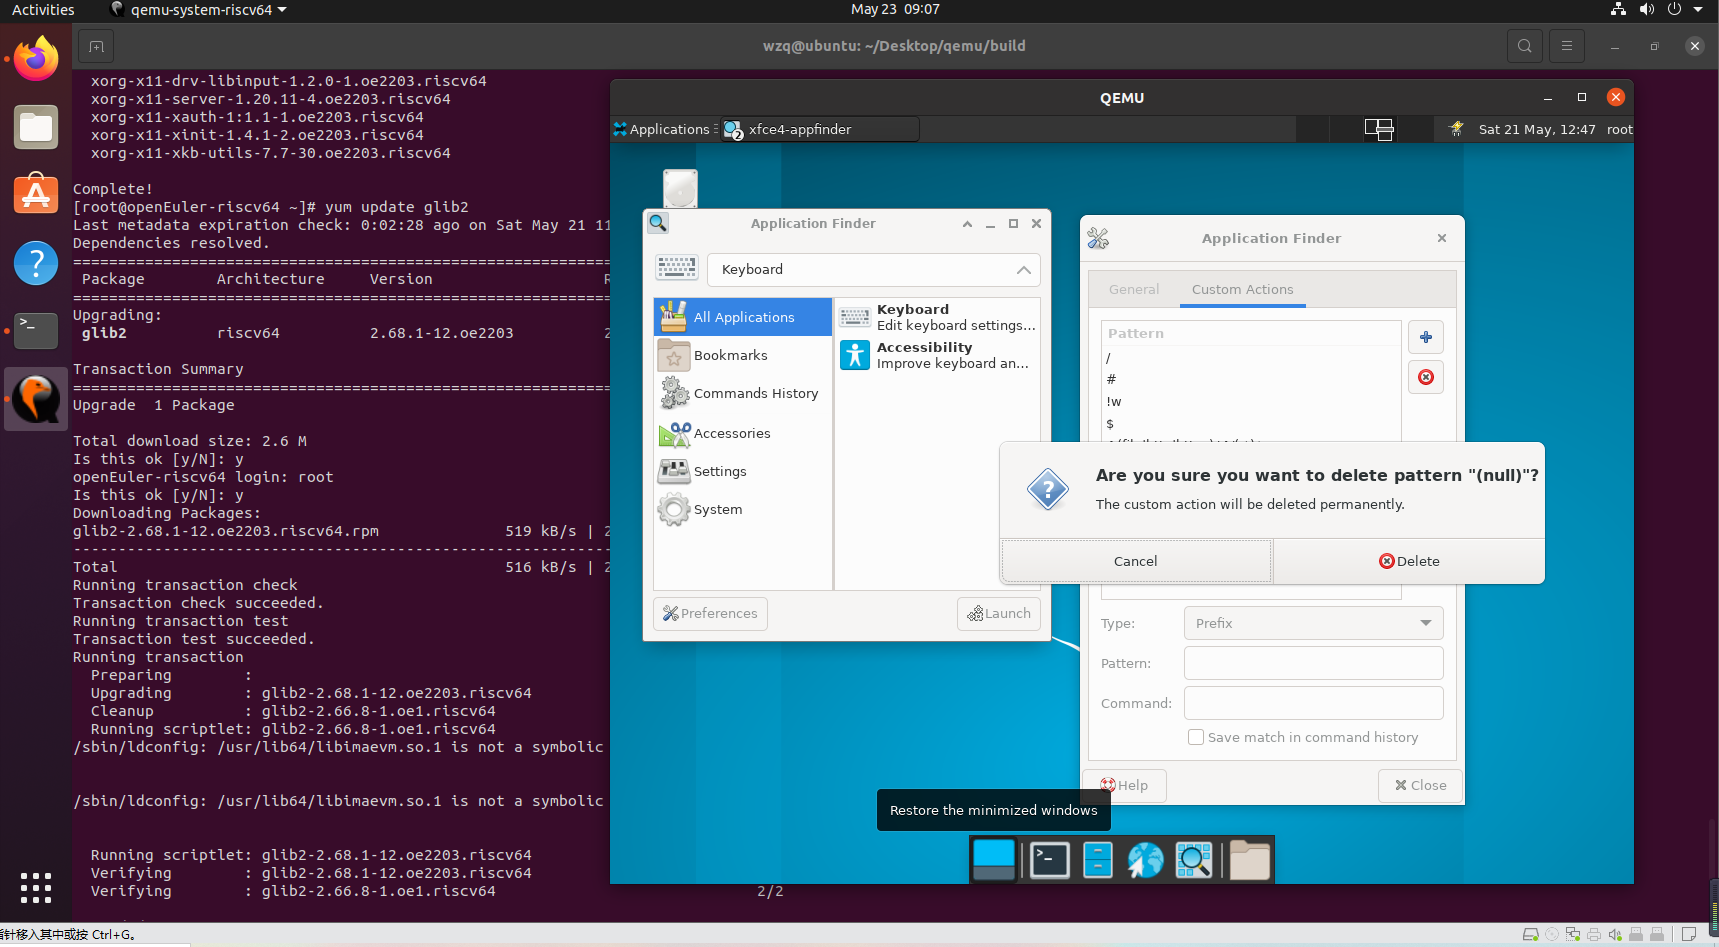 Activities
qemu-system-riscv64
May 23 09:07
wzq@ubuntu: ~/Desktop/qemu/build
xorg-x11-drv-libinput-1.2.0-1.oe2203.riscv64
xorg-x11-server-1.20.11-4.oe2203.riscv64
xorg-x11-xauth-1:1.1-1.oe2203.riscv64
xorg-x11-xinit-1.4.1-2.oe2203.riscv64
xorg-x11-xkb-utils-7.7-30.oe2203.riscv64
Complete!
[root@openEuler-riscv64 ~]# yum update glib2
Last metadata expiration check: 0:02:28 ago on Sat May 21 11
Dependencies resolved.
================================================================
Package Architecture Version R
================================================================
Upgrading:
glib2 riscv64 2.68.1-12.oe2203 2
Transaction Summary
================================================================
Upgrade 1 Package
Total download size: 2.6 M
Is this ok [y/N]: y
openEuler-riscv64 login: root
Is this ok [y/N]: y
Downloading Packages:
glib2-2.68.1-12.oe2203.riscv64.rpm 519 kB/s | 2
----------------------------------------------------------------
Total 516 kB/s | 2
Running transaction check
Transaction check succeeded.
Running transaction test
Transaction test succeeded.
Running transaction
Preparing :
Upgrading : glib2-2.68.1-12.oe2203.riscv64
Cleanup : glib2-2.66.8-1.oe1.riscv64
Running scriptlet: glib2-2.66.8-1.oe1.riscv64
/sbin/ldconfig: /usr/lib64/libimaevm.so.1 is not a symbolic
/sbin/ldconfig: /usr/lib64/libimaevm.so.1 is not a symbolic
Running scriptlet: glib2-2.68.1-12.oe2203.riscv64
Verifying : glib2-2.68.1-12.oe2203.riscv64
Verifying : glib2-2.66.8-1.oe1.riscv64 2/2
QEMU
Applications
2
xfce4-appfinder
Sat 21 May, 12:47
root
Application Finder
Keyboard
All Applications
Bookmarks
Commands History
Accessories
Settings
System
Keyboard
Edit keyboard settings...
Accessibility
Improve keyboard an...
Preferences
Launch
Application Finder
General
Custom Actions
Pattern
/
#
!w
$
Are you sure you want to delete pattern "(null)"?
The custom action will be deleted permanently.
Cancel
Delete
Type:
Prefix
Pattern:
Command:
Save match in command history
Help
Close
Restore the minimized windows
指针移入其中或按 Ctrl+G。